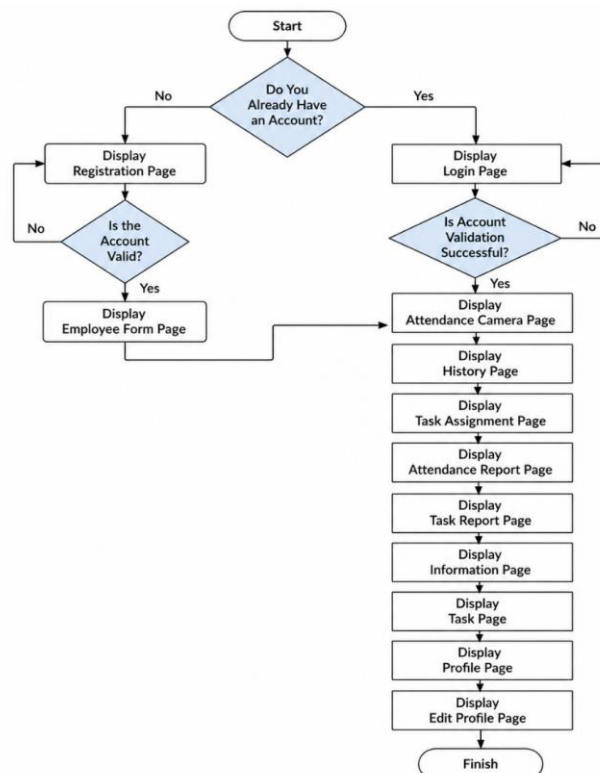 Start
Do You
Already Have
an Account?
No
Yes
Display
Registration Page
Display
Login Page
No
Is the
Account
Valid?
Is Account
Validation
Successful?
No
Yes
Yes
Display
Employee Form Page
Display
Attendance Camera Page
Display
History Page
Display
Task Assignment Page
Display
Attendance Report Page
Display
Task Report Page
Display
Information Page
Display
Task Page
Display
Profile Page
Display
Edit Profile Page
Finish